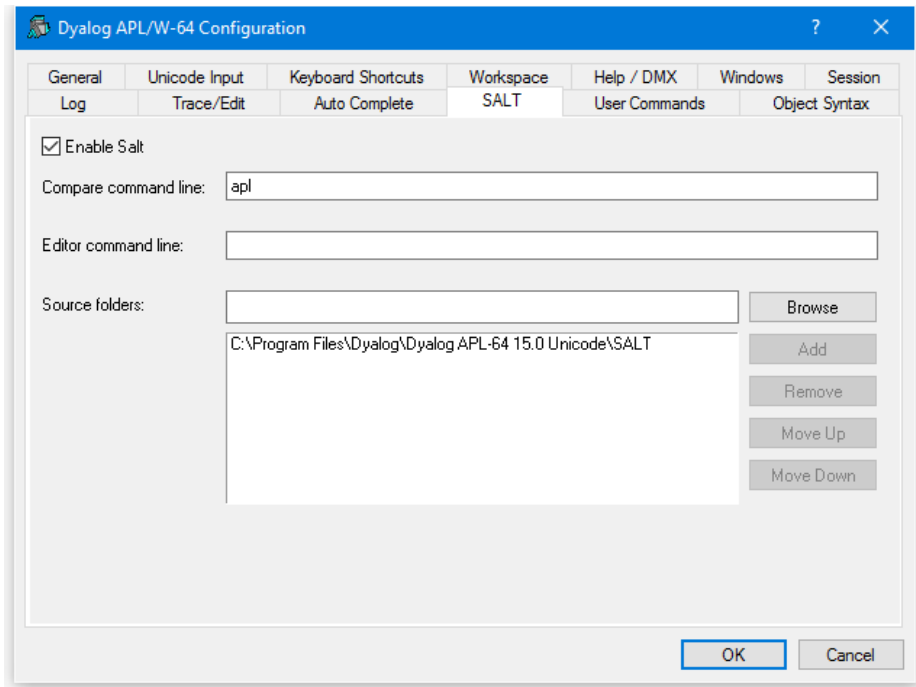 Dyalog APL/W-64 Configuration ?
General Unicode Input Keyboard Shortcuts Workspace Help / DMX Windows Session
Log Trace/Edit Auto Complete SALT User Commands Object Syntax
Enable Salt
Compare command line: apl
Editor command line:
Source folders: Browse
C:\Program Files\Dyalog\Dyalog APL-64 15.0 Unicode\SALT
Add
Remove
Move Up
Move Down
OK Cancel